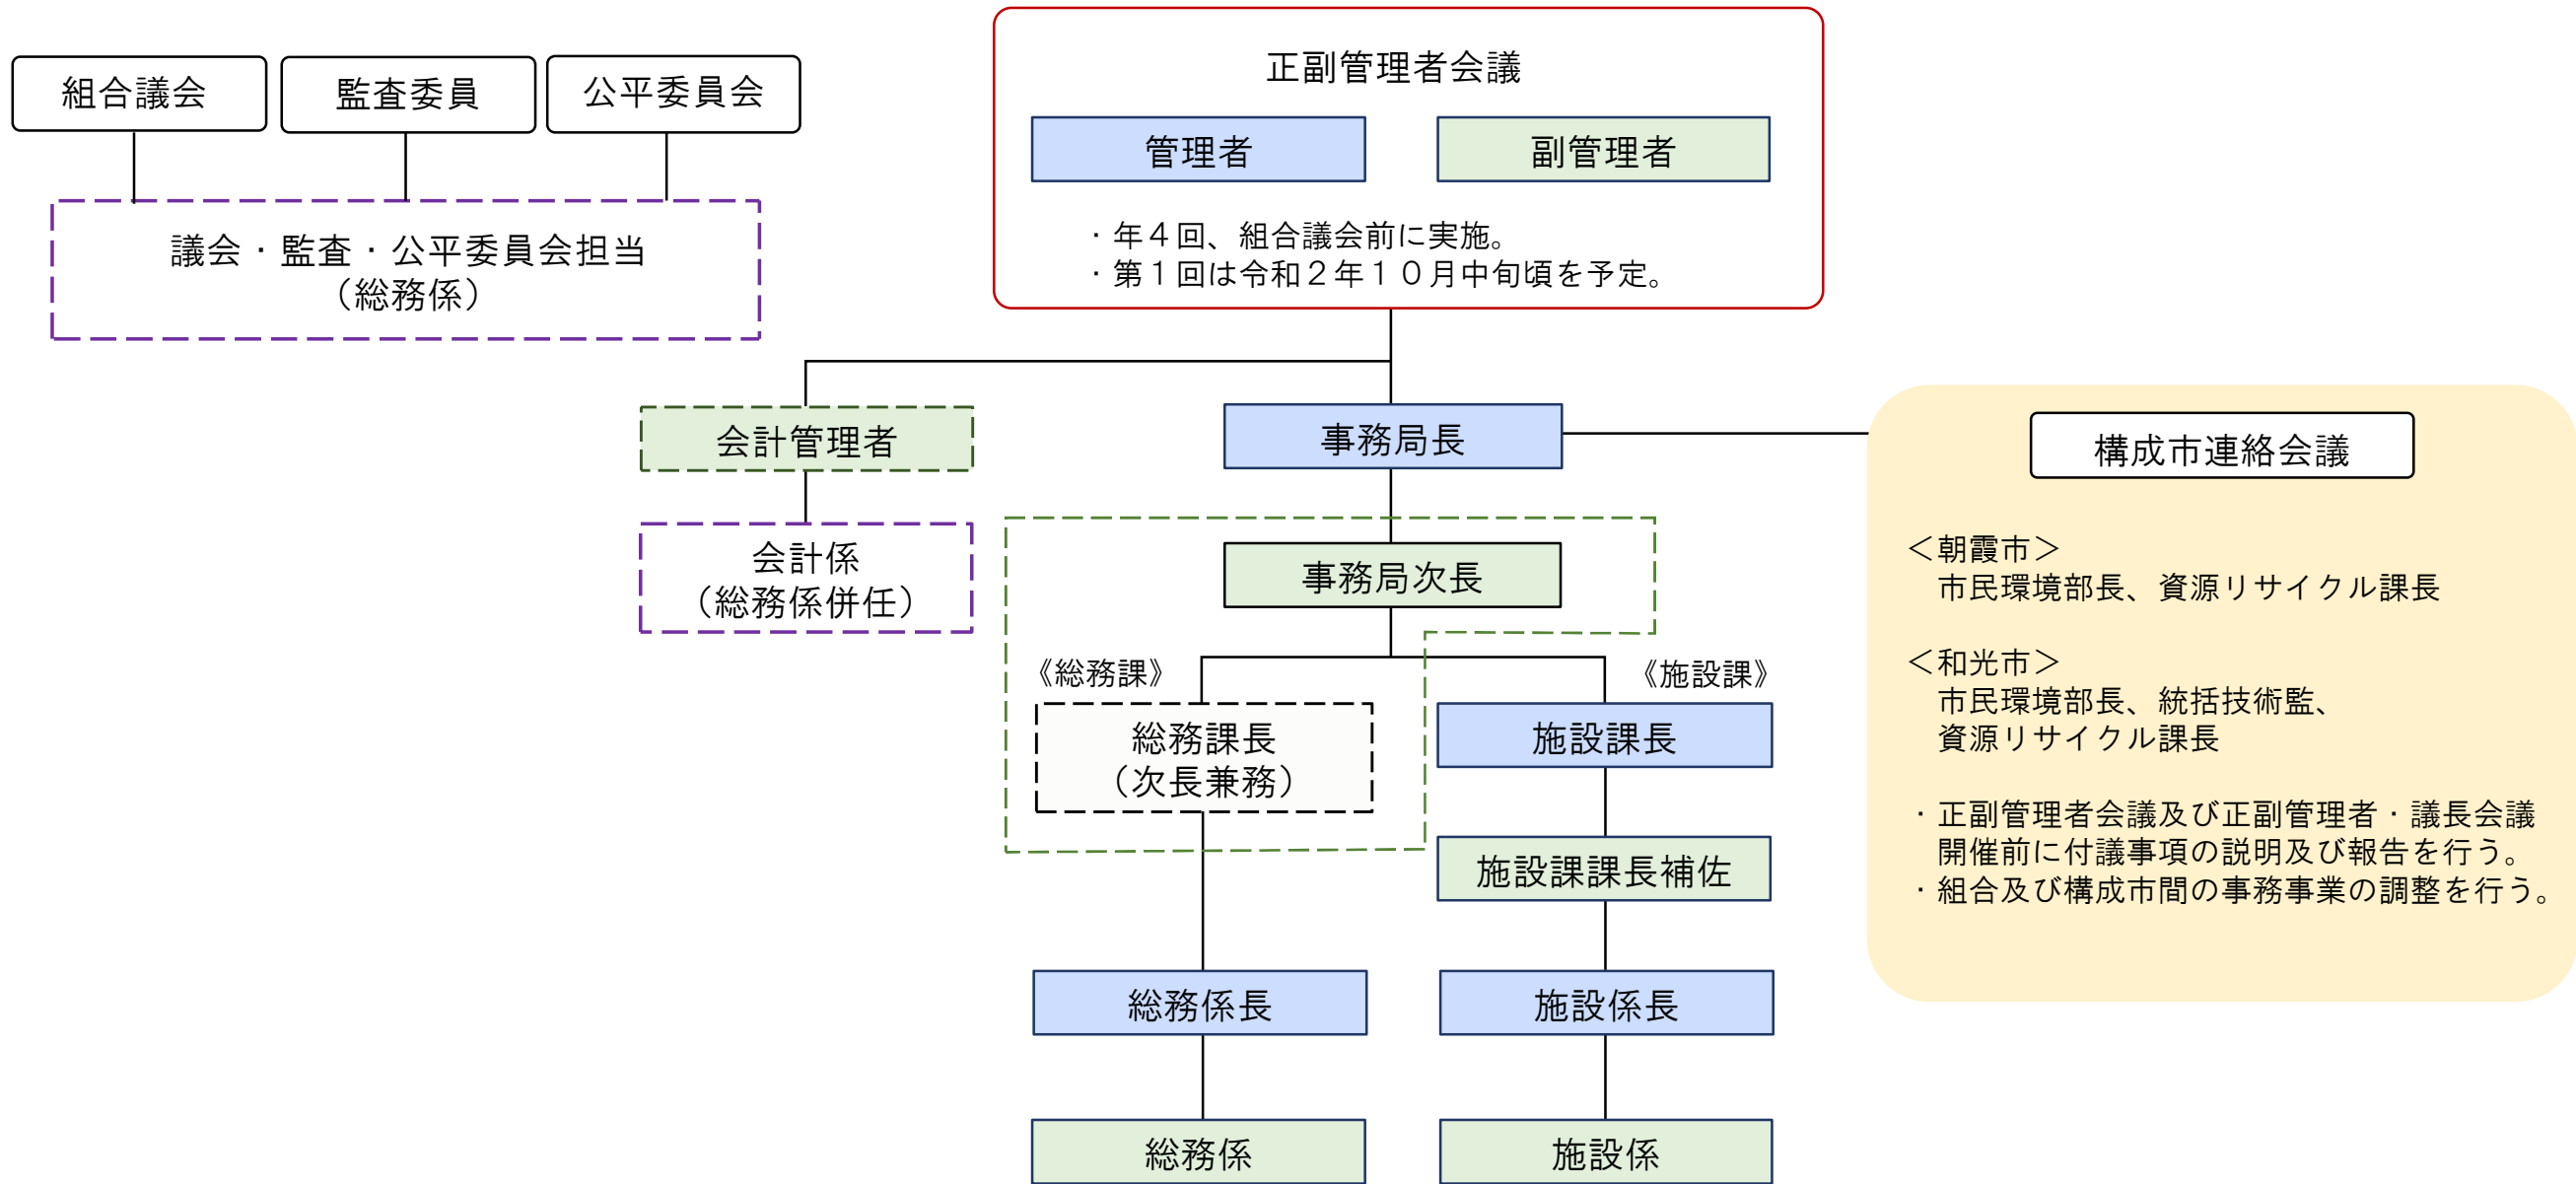 組合議会
監査委員
公平委員会
議会・監査・公平委員会担当
（総務係）
正副管理者会議
管理者
副管理者
・年４回、組合議会前に実施。
・第１回は令和２年１０月中旬頃を予定。
会計管理者
会計係
（総務係併任）
事務局長
事務局次長
《総務課》
《施設課》
総務課長
（次長兼務）
施設課長
施設課課長補佐
総務係長
施設係長
総務係
施設係
構成市連絡会議
＜朝霞市＞
市民環境部長、資源リサイクル課長
＜和光市＞
市民環境部長、統括技術監、
資源リサイクル課長
・正副管理者会議及び正副管理者・議長会議
開催前に付議事項の説明及び報告を行う。
・組合及び構成市間の事務事業の調整を行う。